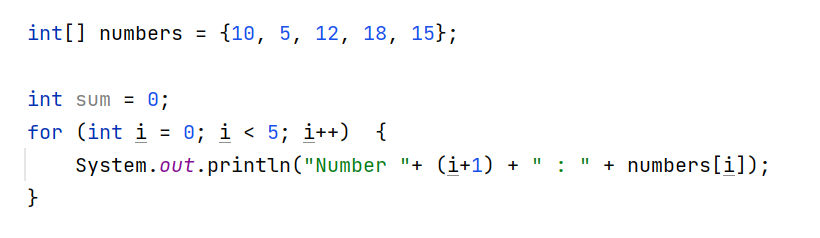 int[] numbers = {10, 5, 12, 18, 15};
int sum = 0;
for (int i = 0; i < 5; i++)  {
    System.out.println("Number "+ (i+1) + " : " + numbers[i]);
}